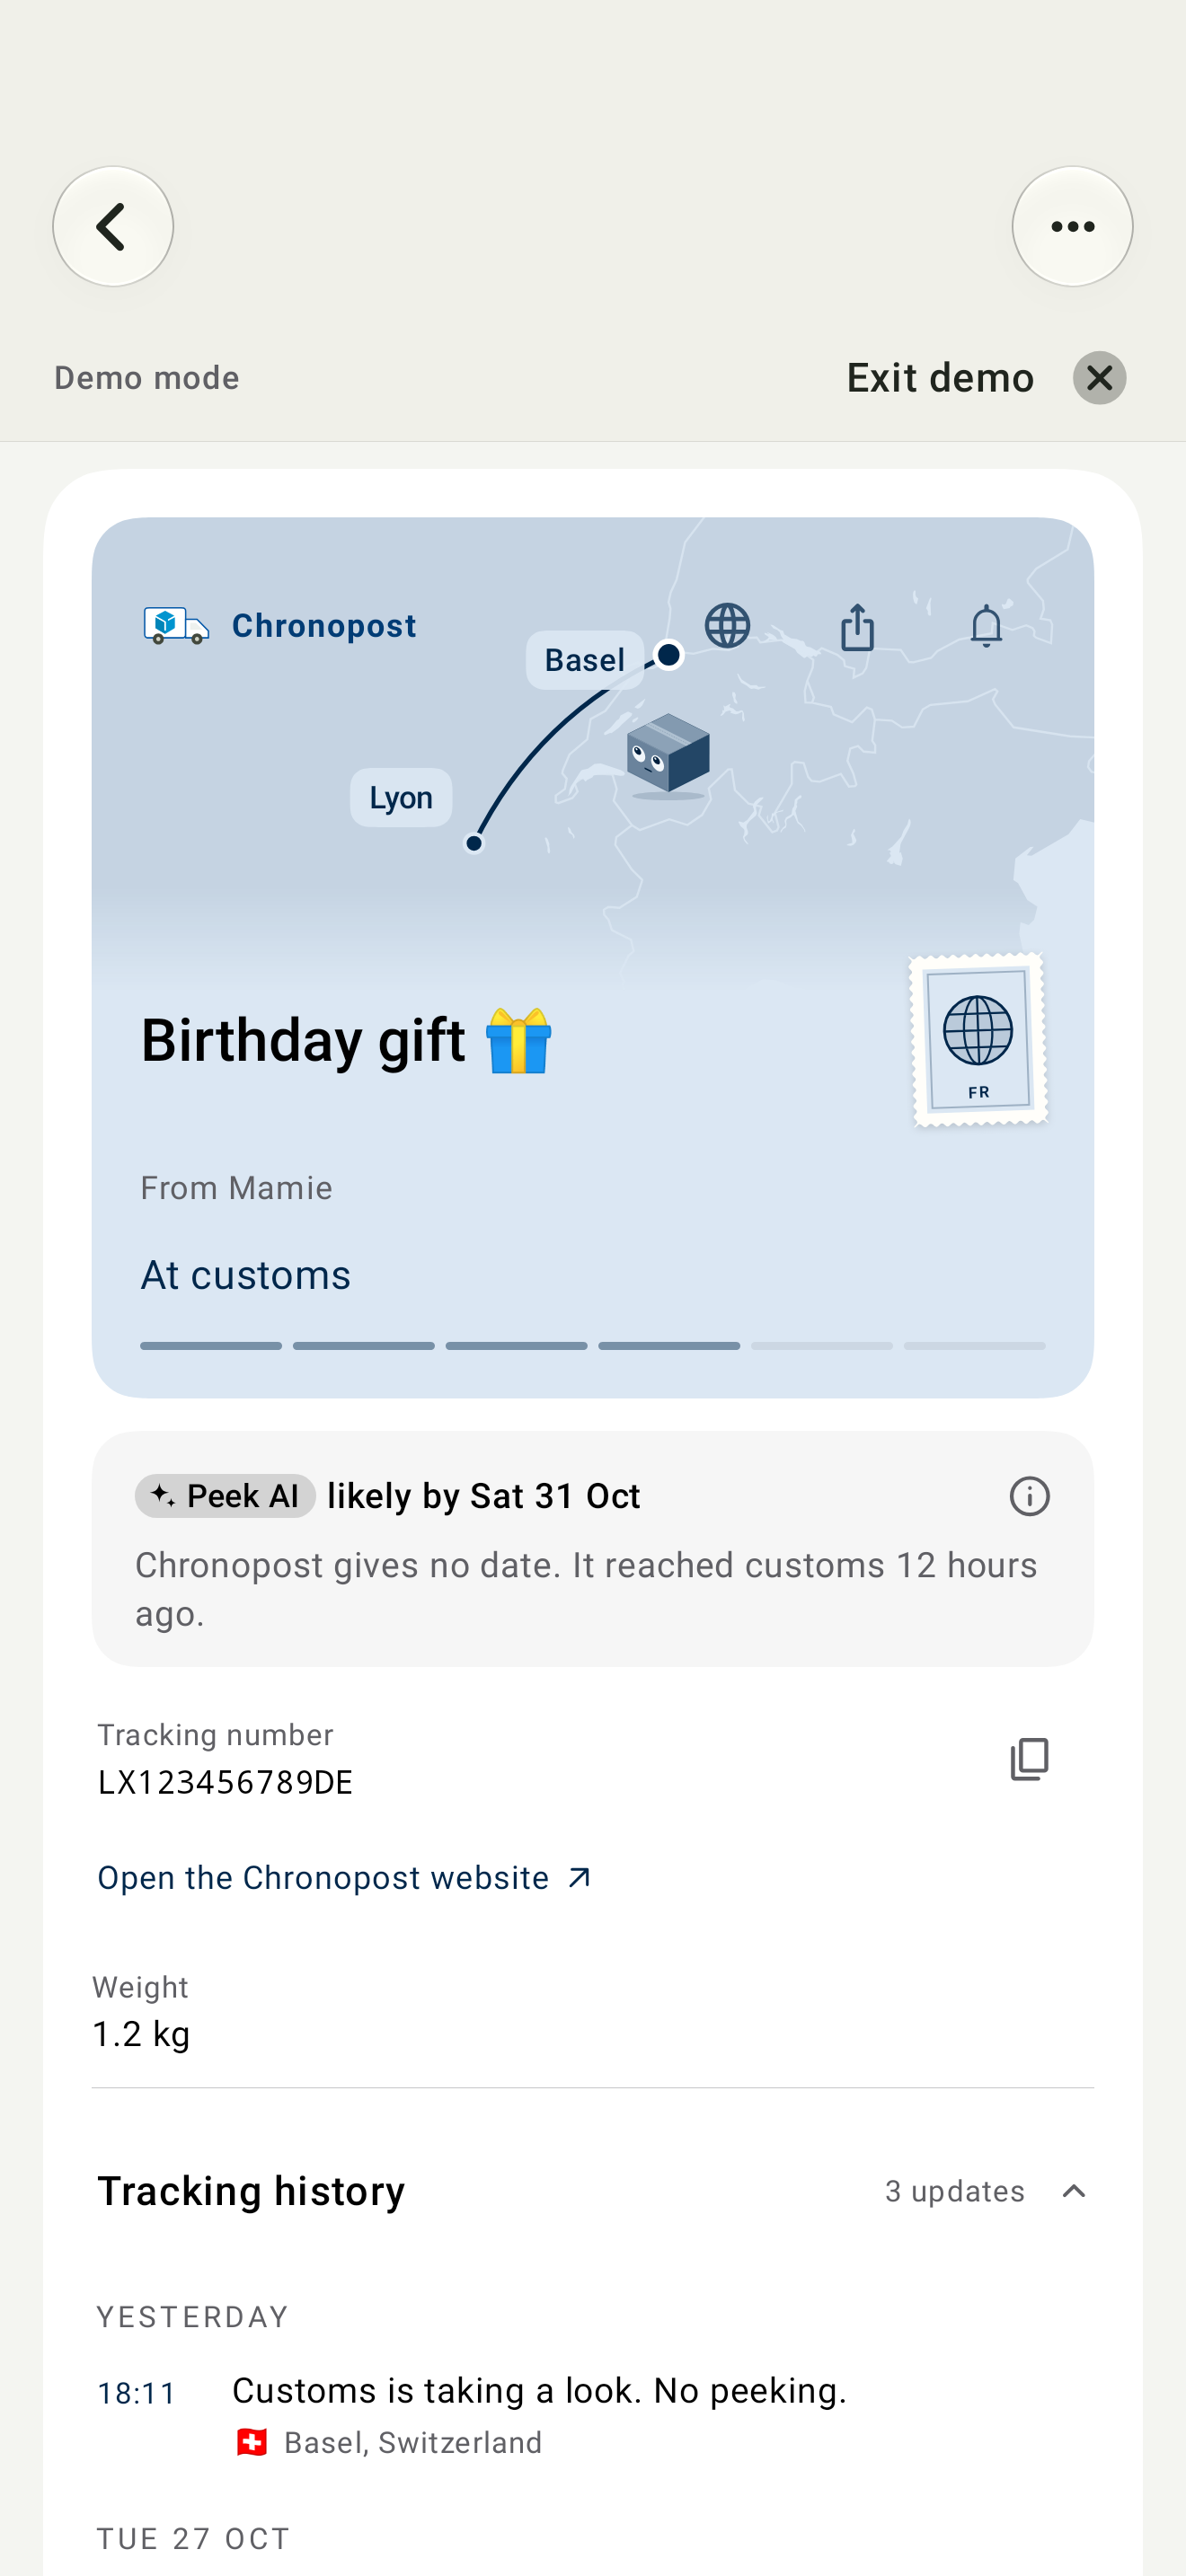 Demo mode
Exit demo
Chronopost
Basel
Lyon
Birthday gift 🎁
FR
From Mamie
At customs
Peek AI likely by Sat 31 Oct
Chronopost gives no date. It reached customs 12 hours
ago.
Tracking number
LX123456789DE
Open the Chronopost website
Weight
1.2 kg
Tracking history
3 updates
YESTERDAY
18:11
Customs is taking a look. No peeking.
🇨🇭 Basel, Switzerland
TUE 27 OCT